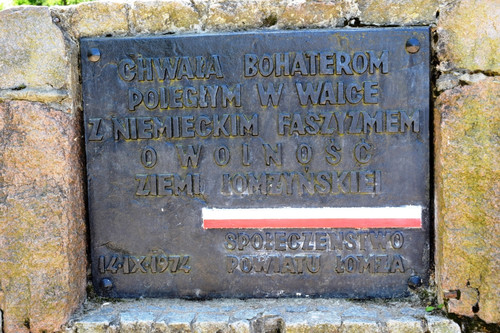 CHWAŁA BOHATEROM
POLEGŁYM W WALCE
Z NIEMIECKIM FASZYZMEM
O WOLNOŚĆ
ZIEMI ŁOMŻYŃSKIEJ
SPOŁECZEŃSTWO
14·IX·1974 POWIATU ŁOMŻA